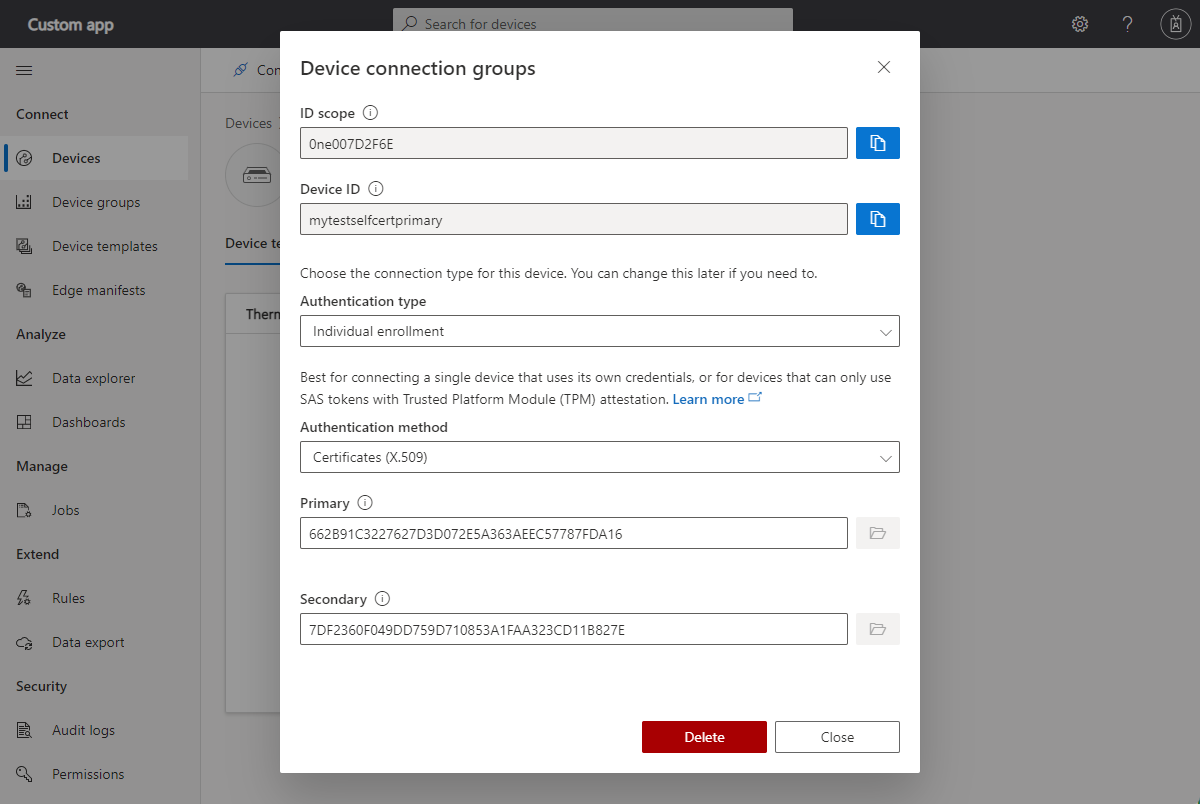 Custom app
Search for devices
Connect
Devices
Device groups
Device templates
Edge manifests
Analyze
Data explorer
Dashboards
Manage
Jobs
Extend
Rules
Data export
Security
Audit logs
Permissions
Con
Devices
Device te
Therm
Device connection groups
ID scope
0ne007D2F6E
Device ID
mytestselfcertprimary
Choose the connection type for this device. You can change this later if you need to.
Authentication type
Individual enrollment
Best for connecting a single device that uses its own credentials, or for devices that can only use
SAS tokens with Trusted Platform Module (TPM) attestation. Learn more
Authentication method
Certificates (X.509)
Primary
662B91C3227627D3D072E5A363AEEC57787FDA16
Secondary
7DF2360F049DD759D710853A1FAA323CD11B827E
Delete
Close